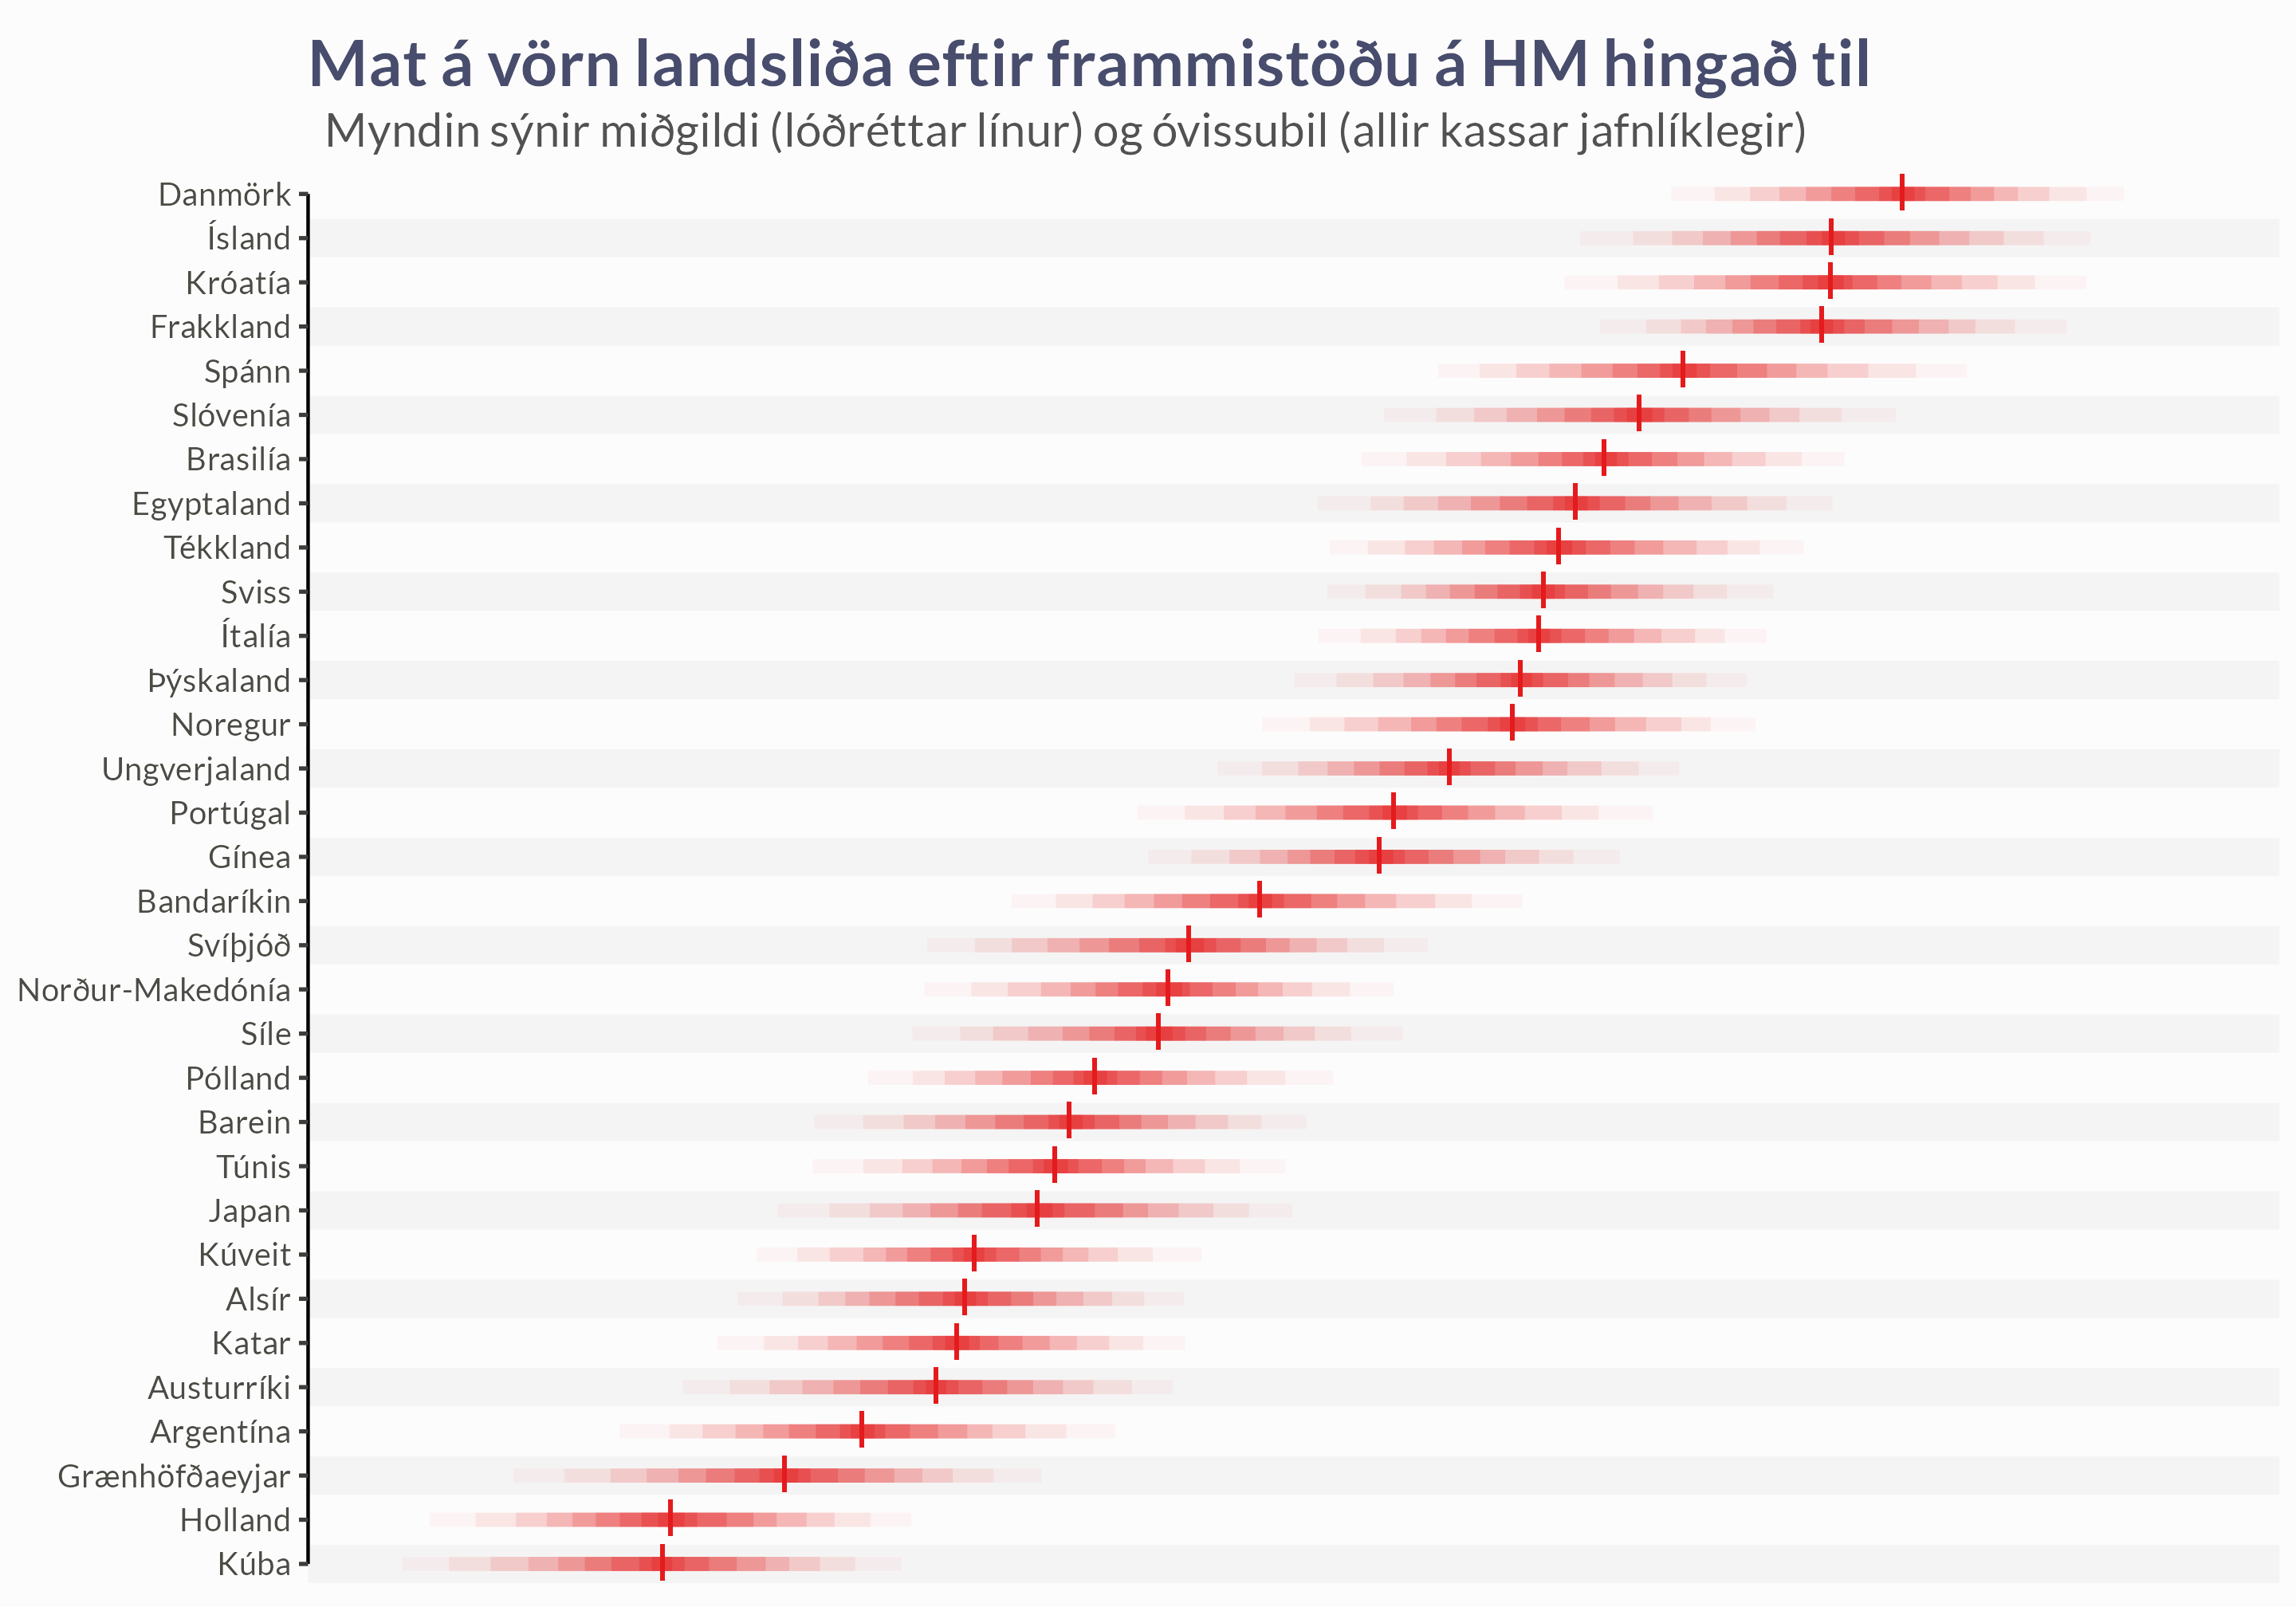 Mat á vörn landsliða eftir frammistöðu á HM hingað til
Myndin sýnir miðgildi (lóðréttar línur) og óvissubil (allir kassar jafnlíklegir)
Danmörk
Ísland
Króatía
Frakkland
Spánn
Slóvenía
Brasilía
Egyptaland
Tékkland
Sviss
Ítalía
Þýskaland
Noregur
Ungverjaland
Portúgal
Gínea
Bandaríkin
Svíþjóð
Norður-Makedónía
Síle
Pólland
Barein
Túnis
Japan
Kúveit
Alsír
Katar
Austurríki
Argentína
Grænhöfðaeyjar
Holland
Kúba